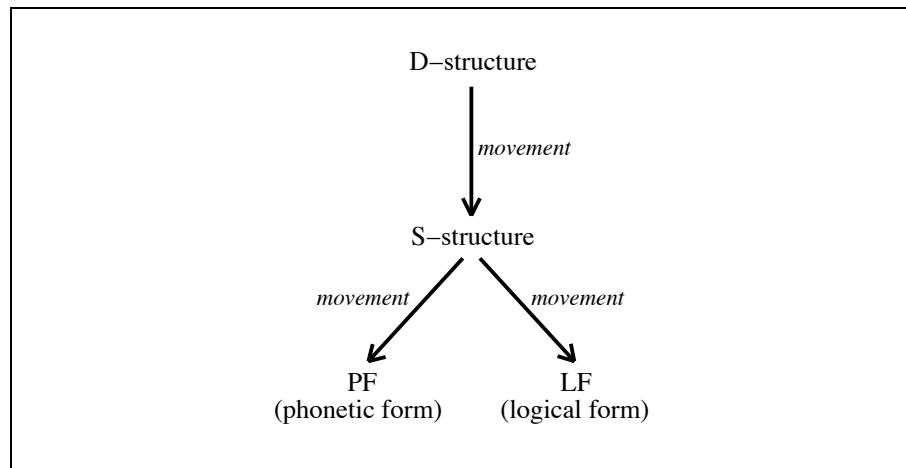 D−structure
movement
S−structure
movement movement
PF LF
(phonetic form) (logical form)